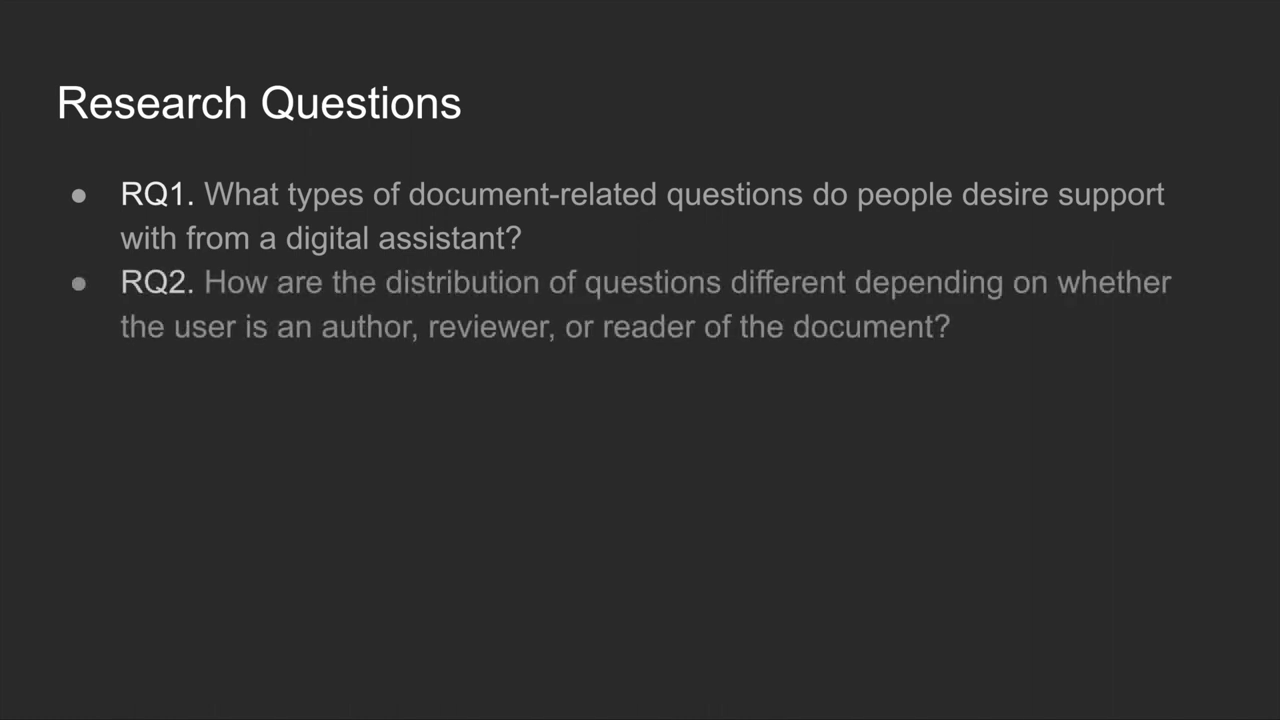 Research Questions
● RQ1. What types of document-related questions do people desire support
with from a digital assistant?
● RQ2. How are the distribution of questions different depending on whether
the user is an author, reviewer, or reader of the document?